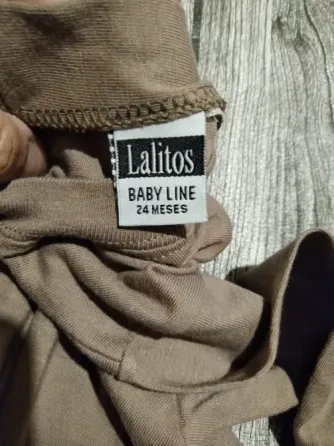 Lalitos
BABY LINE
24 MESES